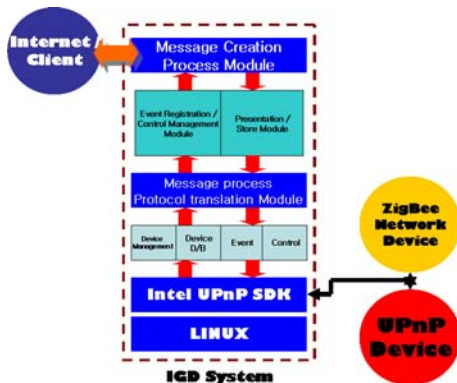 Internet /
Client
Message Creation
Process Module
Event Registration /
Control Management
Module
Presentation /
Store Module
Message process
Protocol translation Module
Device
Management
Device
D/B
Event
Control
Intel UPnP SDK
LINUX
IGD System
ZigBee
Network
Device
UPnP
Device